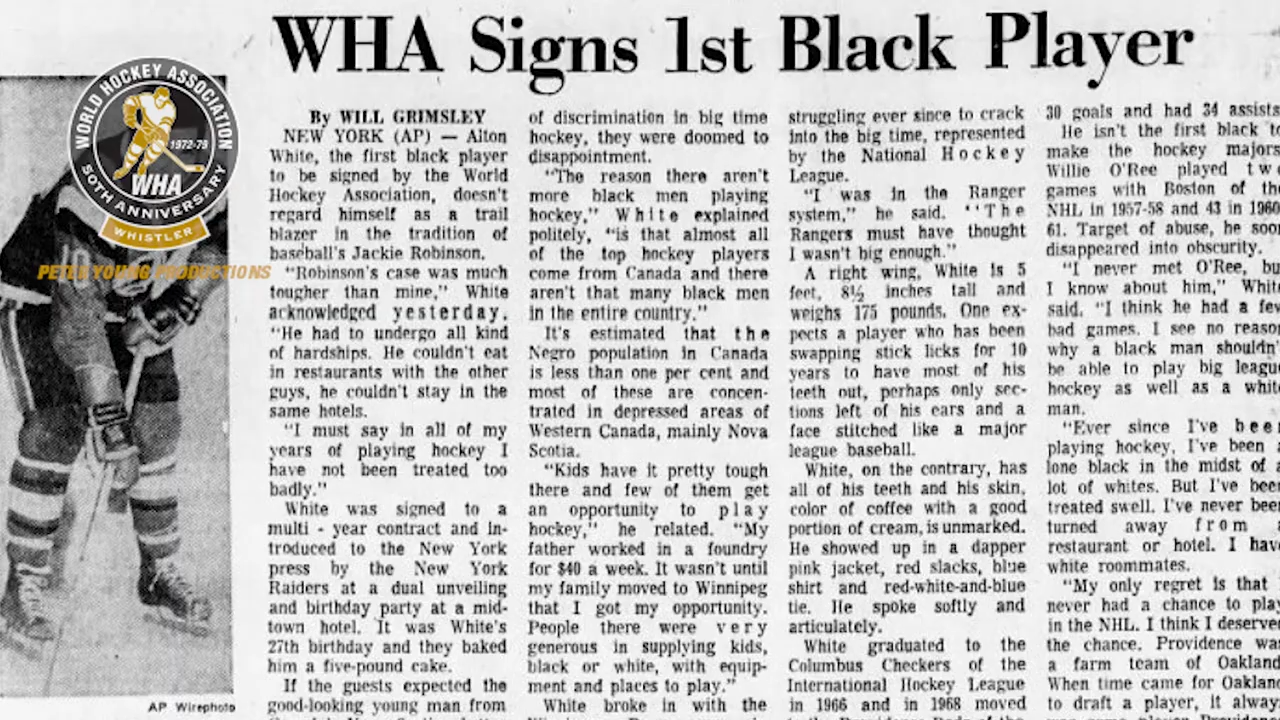 WHA Signs 1st Black Player
WORLD HOCKEY ASSOCIATION
1972-79
WHA
50TH ANNIVERSARY
WHISTLER
PETER YOUNG PRODUCTIONS
AP Wirephoto
By WILL GRIMSLEY
NEW YORK (AP) — Alton
White, the first black player
to be signed by the World
Hockey Association, doesn't
regard himself as a trail
blazer in the tradition of
baseball's Jackie Robinson.
"Robinson's case was much
tougher than mine," White
acknowledged yesterday.
"He had to undergo all kind
of hardships. He couldn't eat
in restaurants with the other
guys, he couldn't stay in the
same hotels.
"I must say in all of my
years of playing hockey I
have not been treated too
badly."
White was signed to a
multi - year contract and in-
troduced to the New York
press by the New York
Raiders at a dual unveiling
and birthday party at a mid-
town hotel. It was White's
27th birthday and they baked
him a five-pound cake.
If the guests expected the
good-looking young man from
of discrimination in big time
hockey, they were doomed to
disappointment.
"The reason there aren't
more black men playing
hockey," White explained
politely, "is that almost all
of the top hockey players
come from Canada and there
aren't that many black men
in the entire country."
It's estimated that the
Negro population in Canada
is less than one per cent and
most of these are concen-
trated in depressed areas of
Western Canada, mainly Nova
Scotia.
"Kids have it pretty tough
there and few of them get
an opportunity to play
hockey," he related. "My
father worked in a foundry
for $40 a week. It wasn't until
my family moved to Winnipeg
that I got my opportunity.
People there were very
generous in supplying kids,
black or white, with equip-
ment and places to play."
White broke in with the
struggling ever since to crack
into the big time, represented
by the National Hockey
League.
"I was in the Ranger
system," he said. "The
Rangers must have thought
I wasn't big enough."
A right wing, White is 5
feet, 8½ inches tall and
weighs 175 pounds. One ex-
pects a player who has been
swapping stick licks for 10
years to have most of his
teeth out, perhaps only sec-
tions left of his ears and a
face stitched like a major
league baseball.
White, on the contrary, has
all of his teeth and his skin,
color of coffee with a good
portion of cream, is unmarked.
He showed up in a dapper
pink jacket, red slacks, blue
shirt and red-white-and-blue
tie. He spoke softly and
articulately.
White graduated to the
Columbus Checkers of the
International Hockey League
in 1966 and in 1968 moved
30 goals and had 34 assists.
He isn't the first black to
make the hockey majors.
Willie O'Ree played two
games with Boston of the
NHL in 1957-58 and 43 in 1960-
61. Target of abuse, he soon
disappeared into obscurity.
"I never met O'Ree, bu
I know about him," White
said. "I think he had a few
bad games. I see no reason
why a black man shouldn'
be able to play big league
hockey as well as a white
man.
"Ever since I've been
playing hockey, I've been a
lone black in the midst of a
lot of whites. But I've been
treated swell. I've never been
turned away from
restaurant or hotel. I have
white roommates.
"My only regret is that
never had a chance to play
in the NHL. I think I deserved
the chance. Providence was
a farm team of Oakland
When time came for Oakland
to draft a player, it always